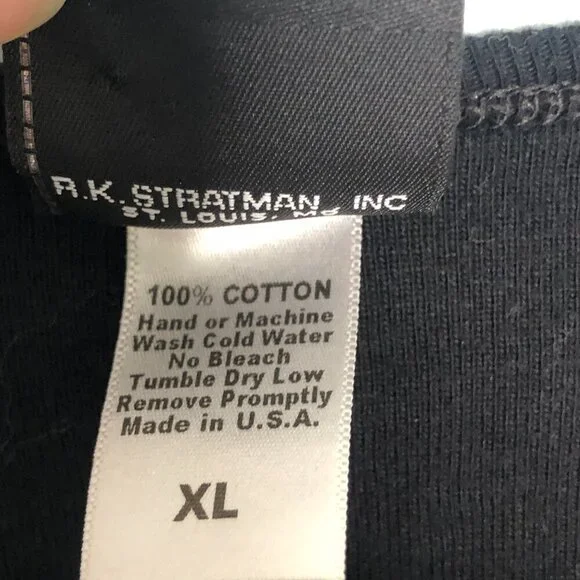 R.K. STRATMAN, INC
ST. LOUIS, MO
100% COTTON
Hand or Machine
Wash Cold Water
No Bleach
Tumble Dry Low
Remove Promptly
Made in U.S.A.
XL